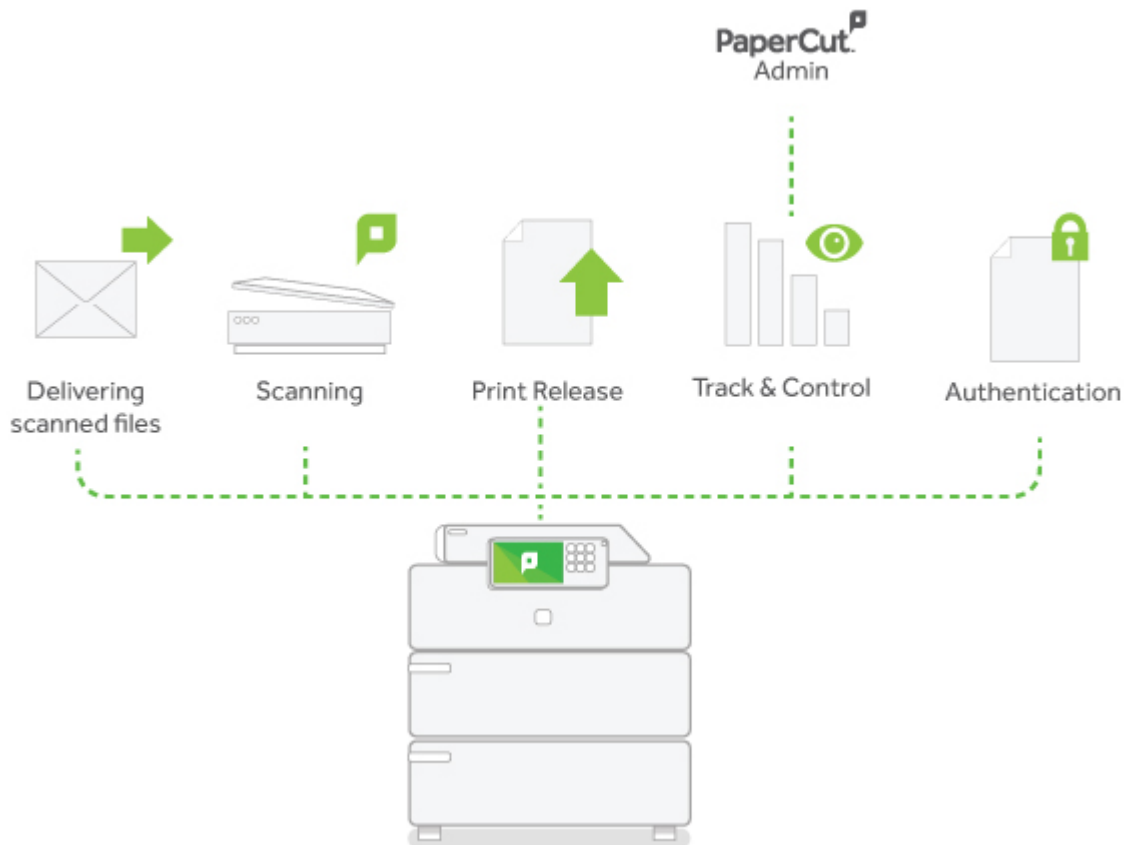 PaperCut
Admin
Delivering
scanned files
Scanning
Print Release
Track & Control
Authentication